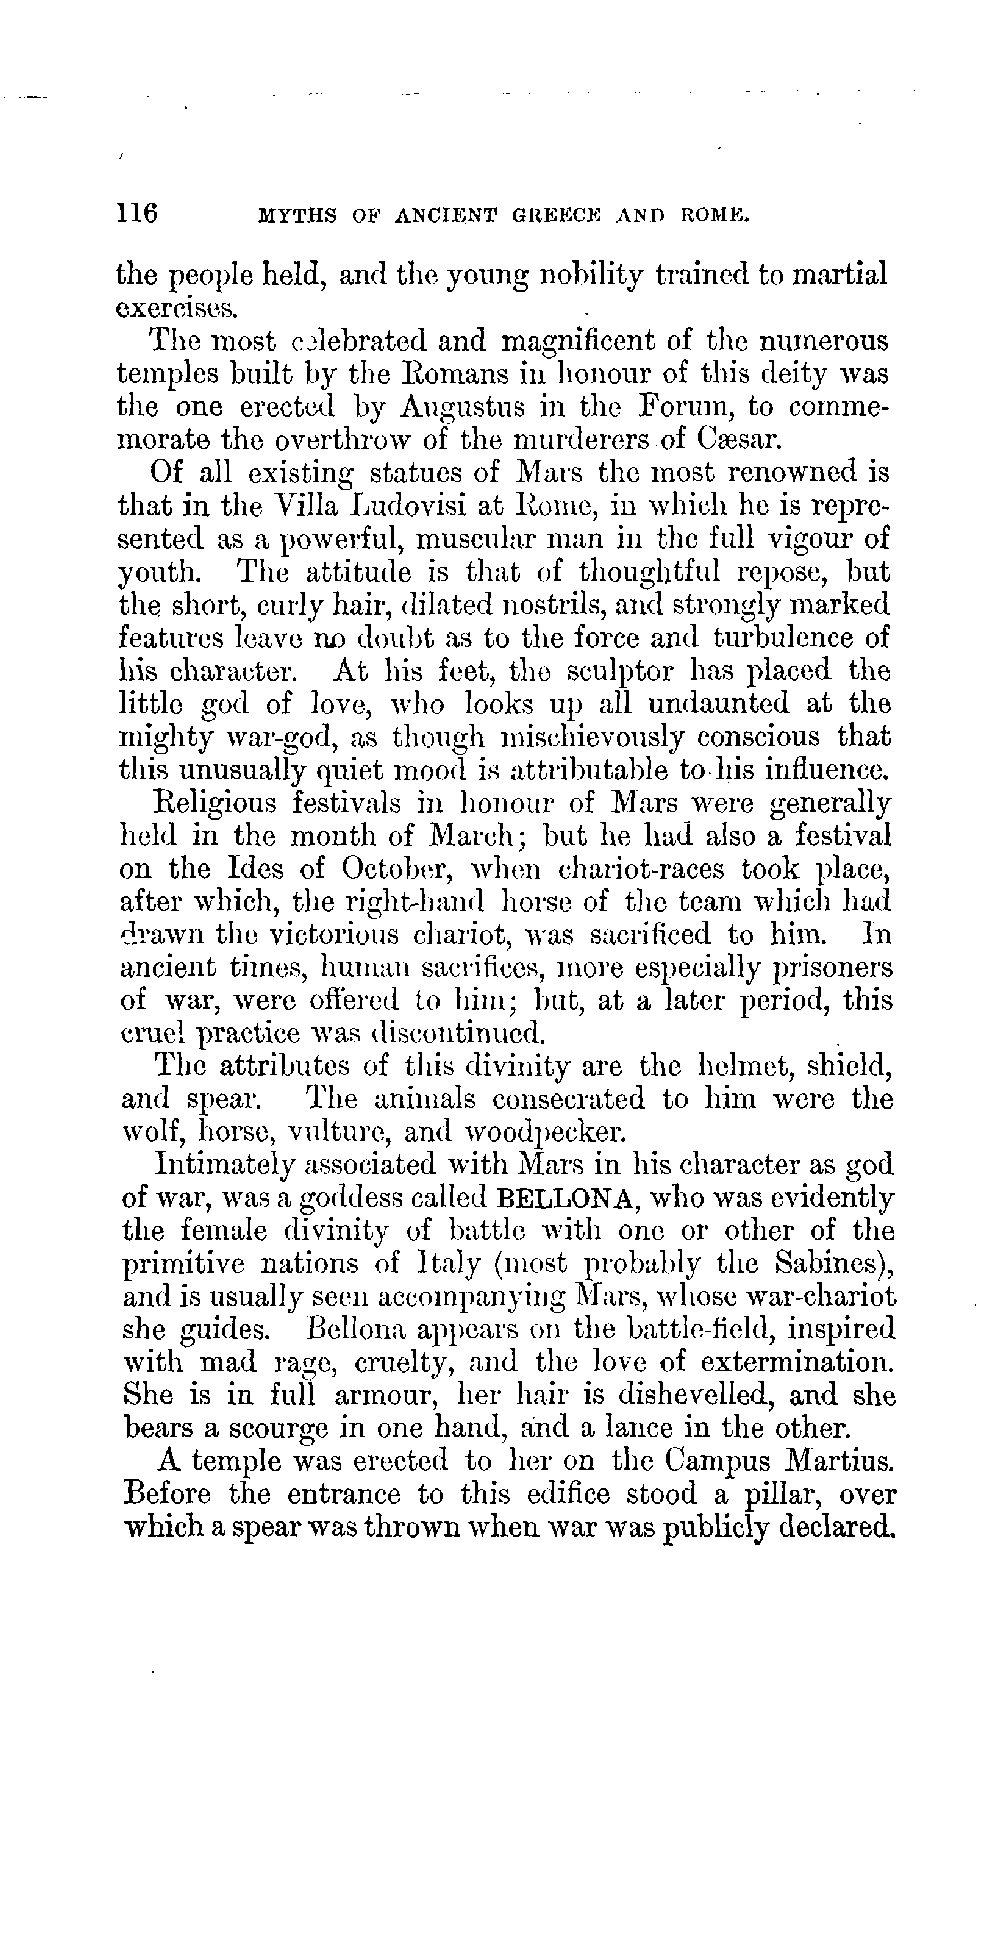 116 MYTHS OF ANCIENT GREECE AND ROME.
the people held, and the young nobility trained to martial
exercises.
The most celebrated and magnificent of the numerous
temples built by the Romans in honour of this deity was
the one erected by Augustus in the Forum, to comme-
morate the overthrow of the murderers of Cæsar.
Of all existing statues of Mars the most renowned is
that in the Villa Ludovisi at Rome, in which he is repre-
sented as a powerful, muscular man in the full vigour of
youth. The attitude is that of thoughtful repose, but
the short, curly hair, dilated nostrils, and strongly marked
features leave no doubt as to the force and turbulence of
his character. At his feet, the sculptor has placed the
little god of love, who looks up all undaunted at the
mighty war-god, as though mischievously conscious that
this unusually quiet mood is attributable to his influence.
Religious festivals in honour of Mars were generally
held in the month of March; but he had also a festival
on the Ides of October, when chariot-races took place,
after which, the right-hand horse of the team which had
drawn the victorious chariot, was sacrificed to him. In
ancient times, human sacrifices, more especially prisoners
of war, were offered to him; but, at a later period, this
cruel practice was discontinued.
The attributes of this divinity are the helmet, shield,
and spear. The animals consecrated to him were the
wolf, horse, vulture, and woodpecker.
Intimately associated with Mars in his character as god
of war, was a goddess called BELLONA, who was evidently
the female divinity of battle with one or other of the
primitive nations of Italy (most probably the Sabines),
and is usually seen accompanying Mars, whose war-chariot
she guides. Bellona appears on the battle-field, inspired
with mad rage, cruelty, and the love of extermination.
She is in full armour, her hair is dishevelled, and she
bears a scourge in one hand, and a lance in the other.
A temple was erected to her on the Campus Martius.
Before the entrance to this edifice stood a pillar, over
which a spear was thrown when war was publicly declared.